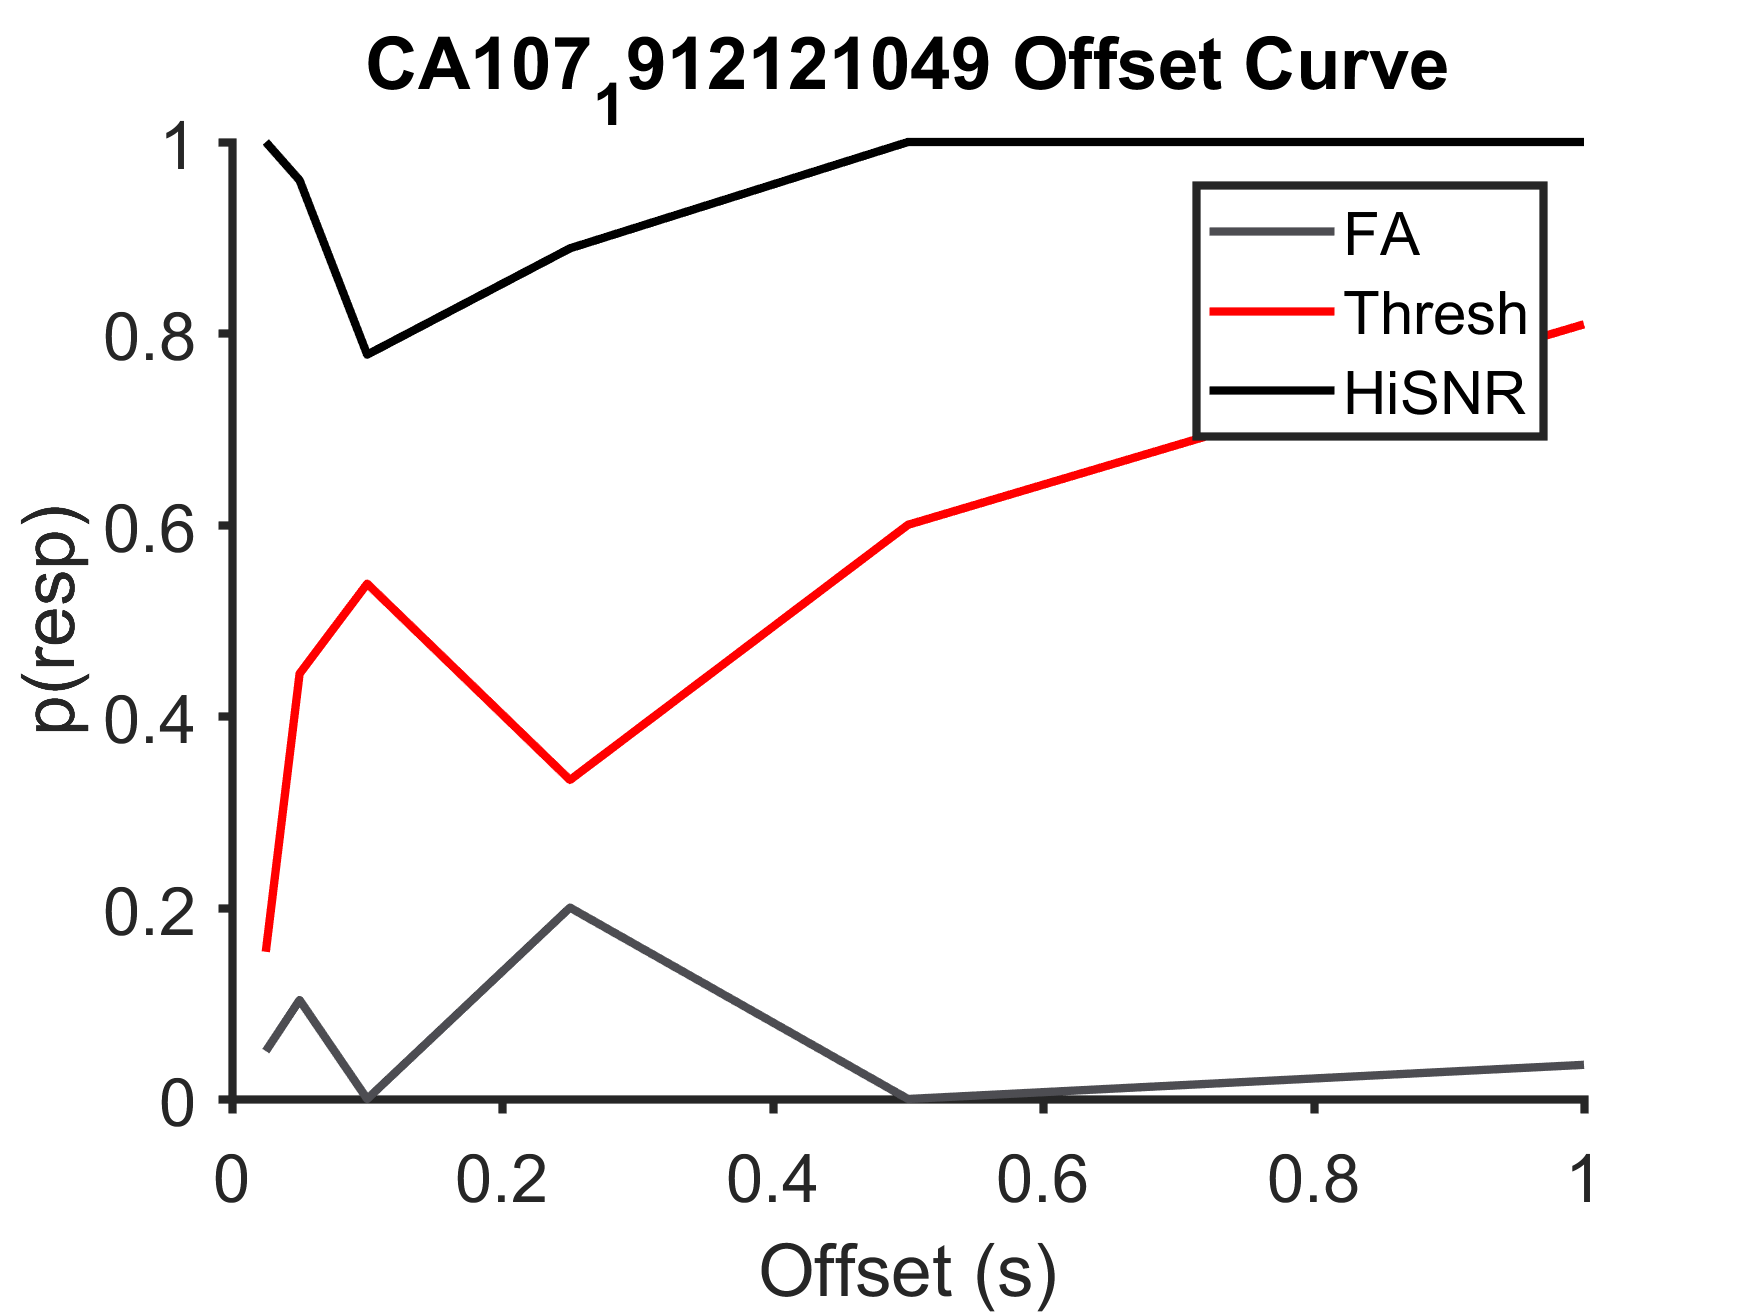 CA107₁912121049 Offset Curve
1
0.8
0.6
0.4
0.2
0
p(resp)
FA
Thresh
HiSNR
0 0.2 0.4 0.6 0.8 1
Offset (s)